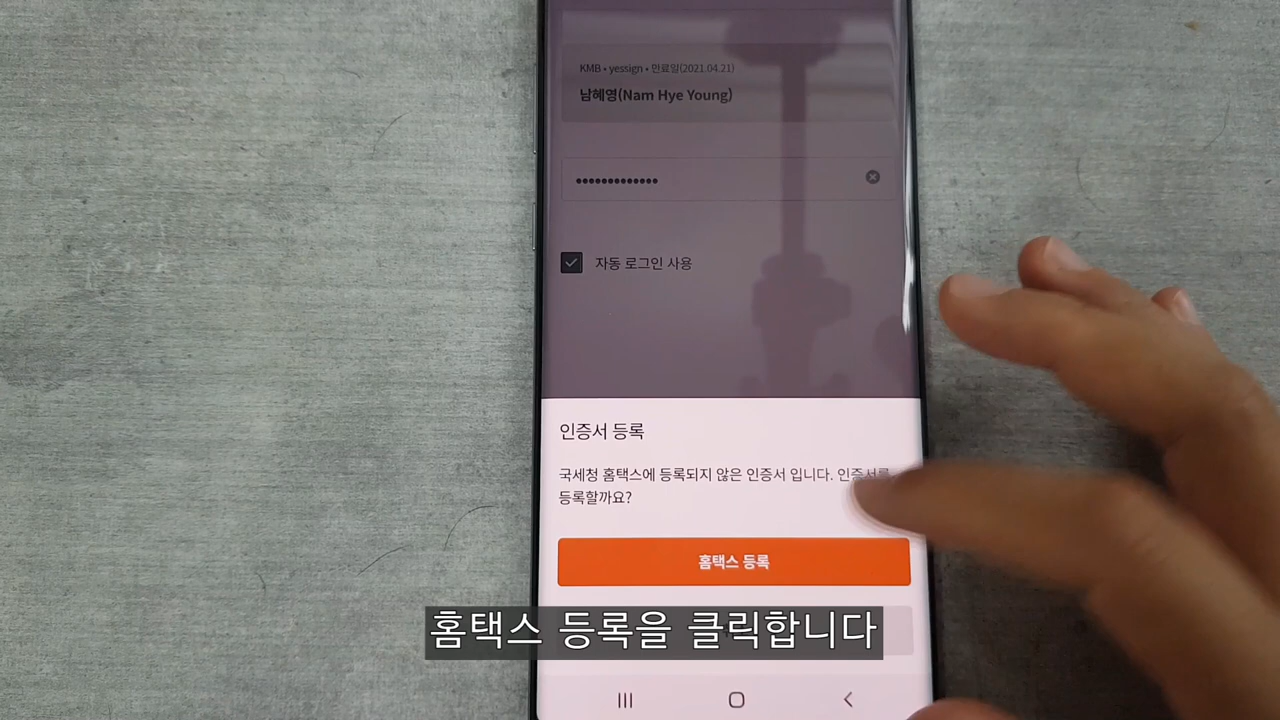 KMB • yessign • 만료일(2021.04.21)
남혜영(Nam Hye Young)
•••••••••••••
자동 로그인 사용
인증서 등록
국세청 홈택스에 등록되지 않은 인증서 입니다. 인증서를
등록할까요?
홈택스 등록
홈택스 등록을 클릭합니다